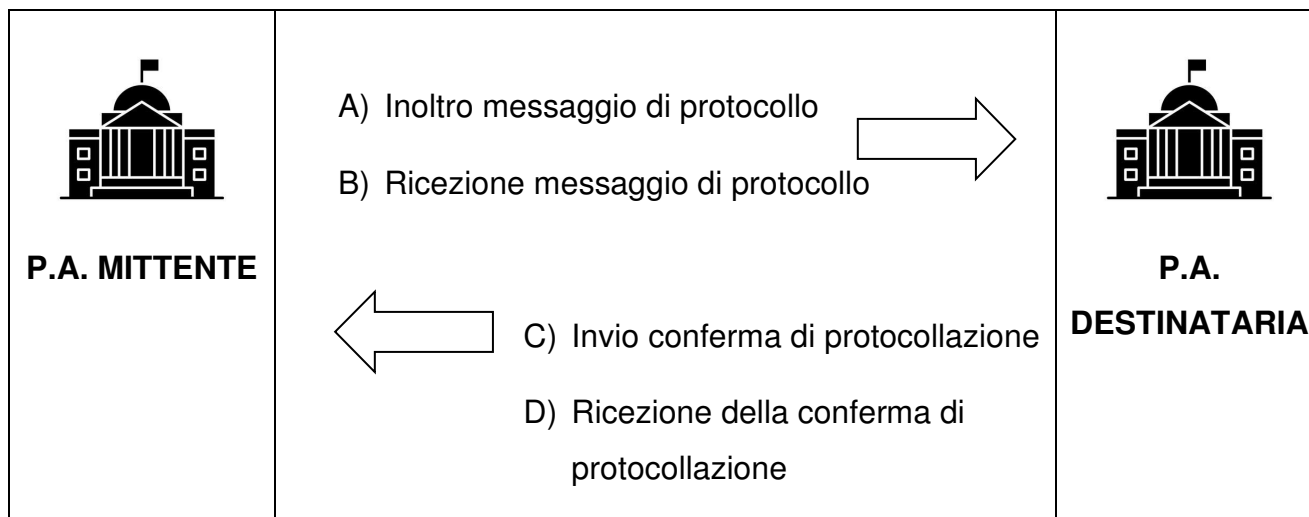 A) Inoltro messaggio di protocollo
B) Ricezione messaggio di protocollo
P.A. MITTENTE
P.A.
DESTINATARIA
C) Invio conferma di protocollazione
D) Ricezione della conferma di
protocollazione